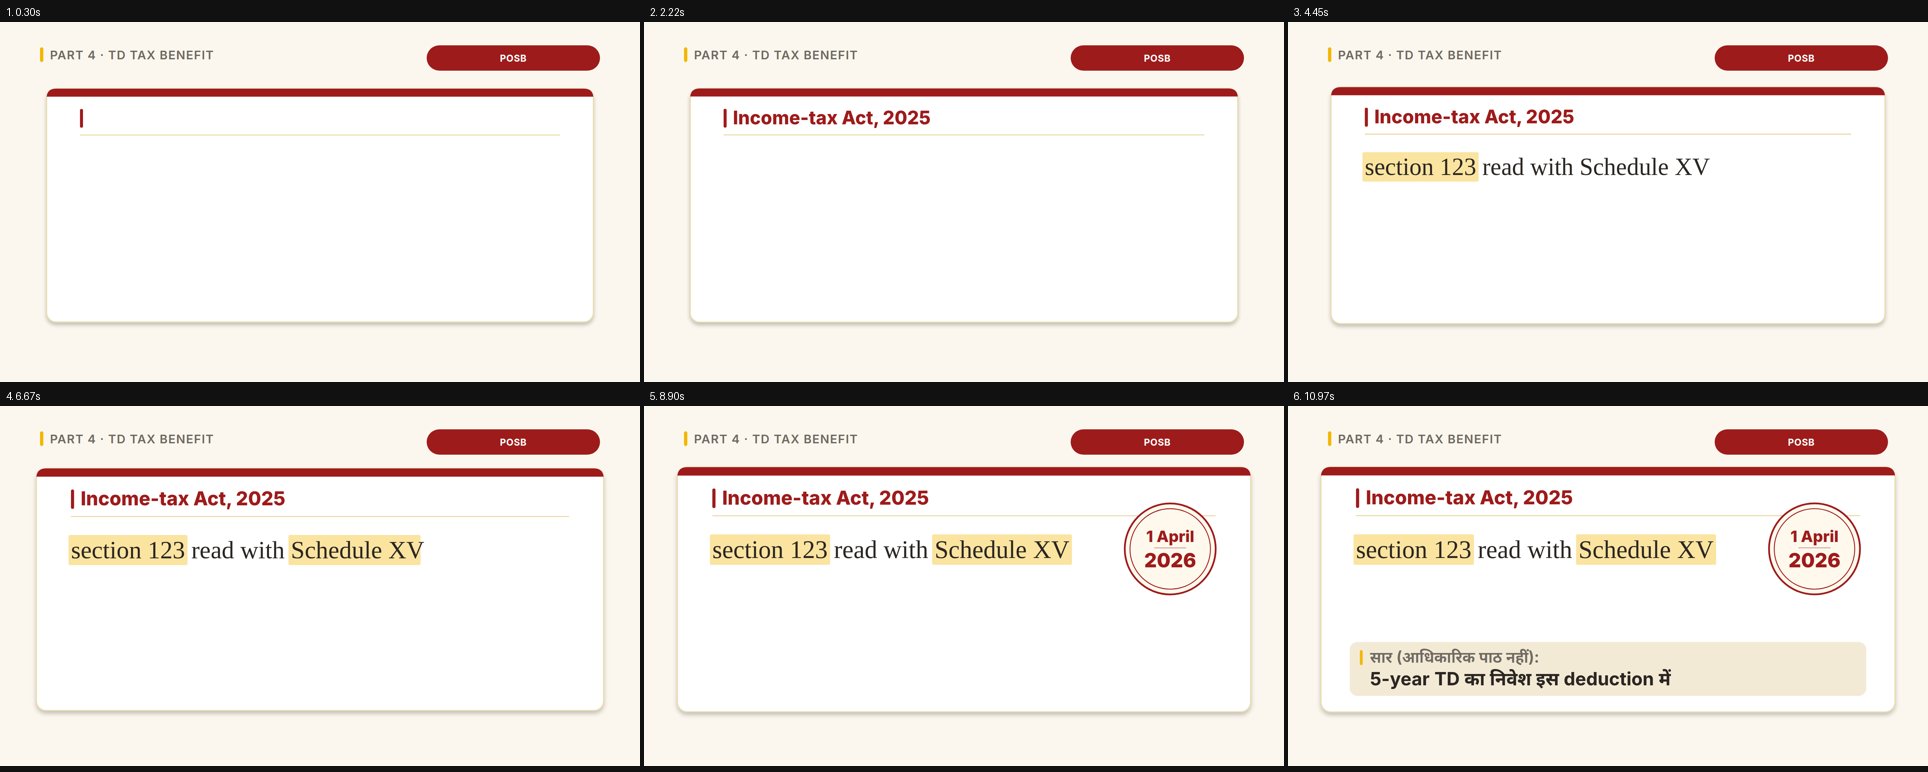 1. 0.30s
PART 4 · TD TAX BENEFIT
POSB
2. 2.22s
PART 4 · TD TAX BENEFIT
POSB
Income-tax Act, 2025
3. 4.45s
PART 4 · TD TAX BENEFIT
POSB
Income-tax Act, 2025
section 123 read with Schedule XV
4. 6.67s
PART 4 · TD TAX BENEFIT
POSB
Income-tax Act, 2025
section 123 read with Schedule XV
5. 8.90s
PART 4 · TD TAX BENEFIT
POSB
Income-tax Act, 2025
section 123 read with Schedule XV
1 April
2026
6. 10.97s
PART 4 · TD TAX BENEFIT
POSB
Income-tax Act, 2025
section 123 read with Schedule XV
1 April
2026
सार (आधिकारिक पाठ नहीं):
5-year TD का निवेश इस deduction में